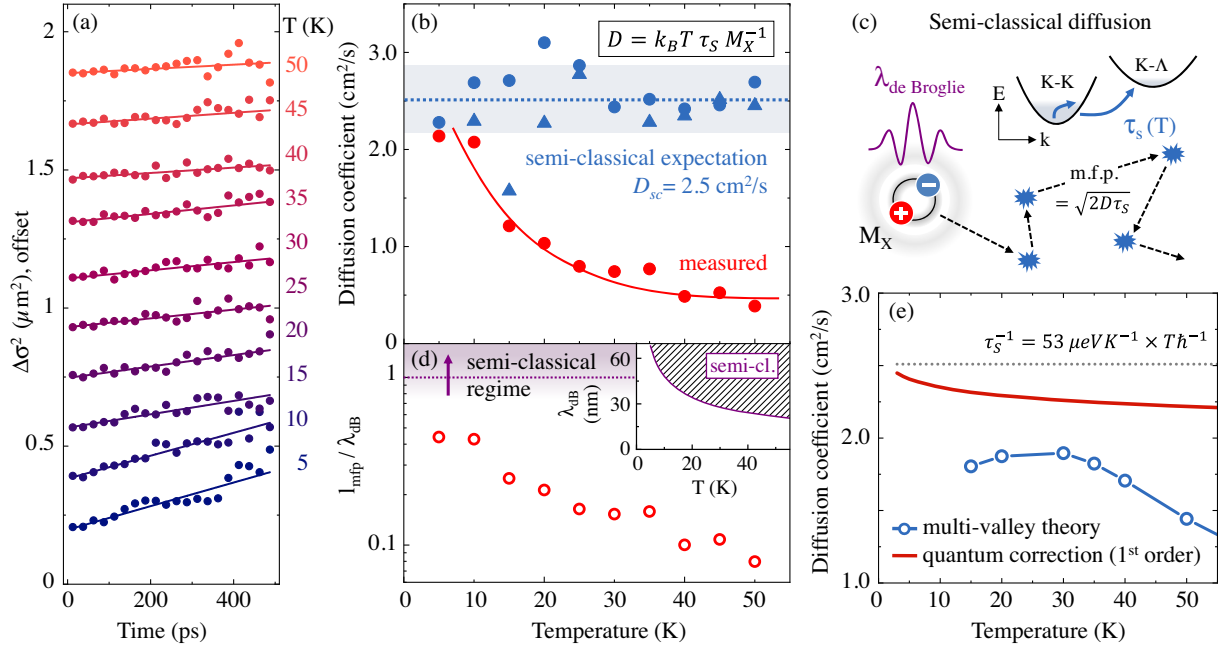 (a)
T (K)
2
1.5
1
0.5
0
Δσ² (μm²), offset
50
45
40
35
30
25
20
15
10
5
0 200 400
Time (ps)
(b)
D = k_B T τ_S M_X⁻¹
3.0
2.0
1.0
0
Diffusion coefficient (cm²/s)
semi-classical expectation
D_sc = 2.5 cm²/s
measured
(d)
semi-classical
regime
1
0.1
l_mfp / λ_dB
60
30
0
λ_dB
(nm)
semi-cl.
0 20 40
T (K)
0 10 20 30 40 50
Temperature (K)
(c) Semi-classical diffusion
λ_de Broglie
E
k
K-K
K-Λ
τ_s (T)
m.f.p.
= √2Dτ_S
M_X
(e)
3.0
2.0
1.0
Diffusion coefficient (cm²/s)
τ_S⁻¹ = 53 μeVK⁻¹ × Tℏ⁻¹
multi-valley theory
quantum correction (1st order)
0 10 20 30 40 50
Temperature (K)